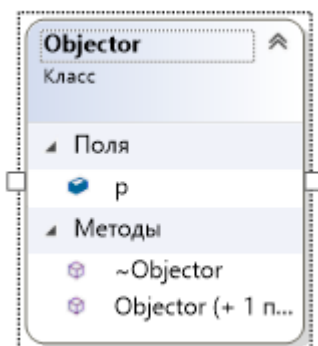 Objector
Класс
Поля
p
Методы
~Objector
Objector (+ 1 п...